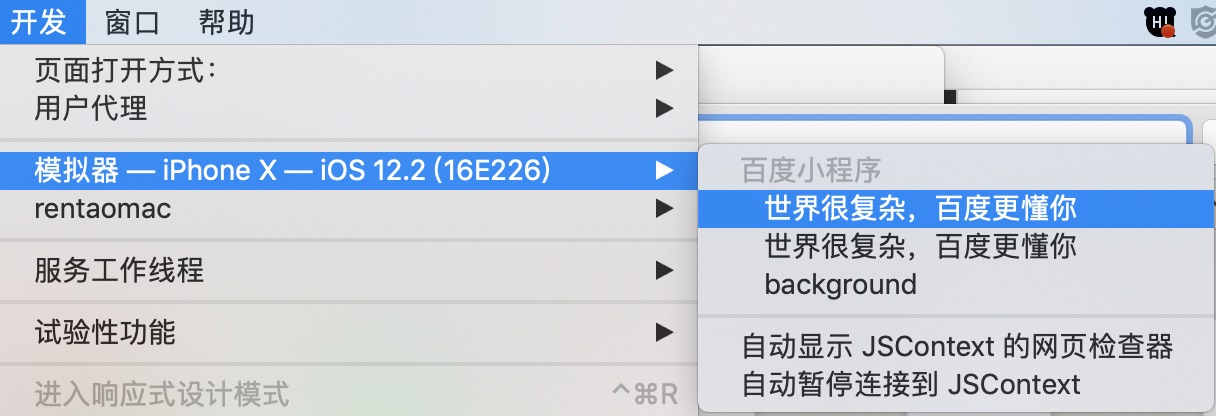 开发 窗口 帮助
页面打开方式：
用户代理
模拟器 — iPhone X — iOS 12.2 (16E226)
rentaomac
服务工作线程
试验性功能
进入响应式设计模式 ^⌘R
百度小程序
世界很复杂，百度更懂你
世界很复杂，百度更懂你
background
自动显示 JSContext 的网页检查器
自动暂停连接到 JSContext
H!